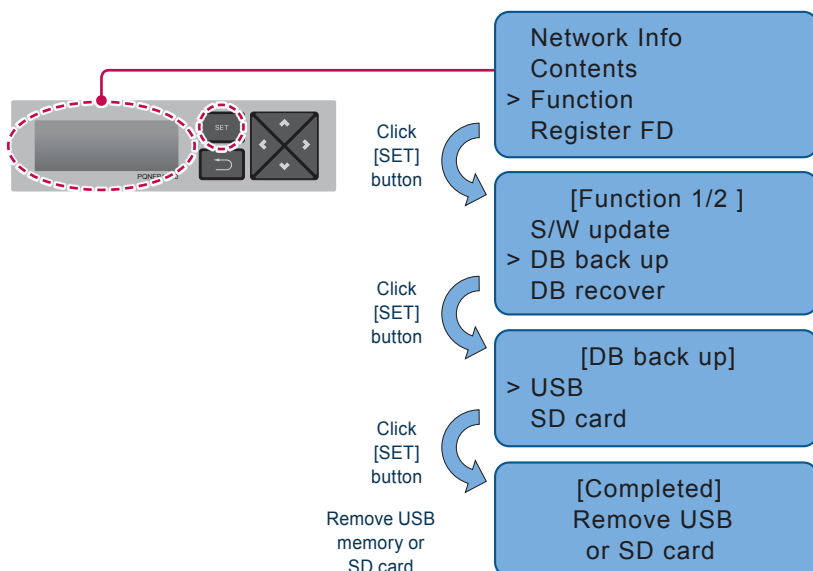 Network Info
Contents
> Function
Register FD
SET
Click
[SET]
button
[Function 1/2 ]
S/W update
> DB back up
DB recover
Click
[SET]
button
[DB back up]
> USB
SD card
Click
[SET]
button
Remove USB
memory or
SD card
[Completed]
Remove USB
or SD card